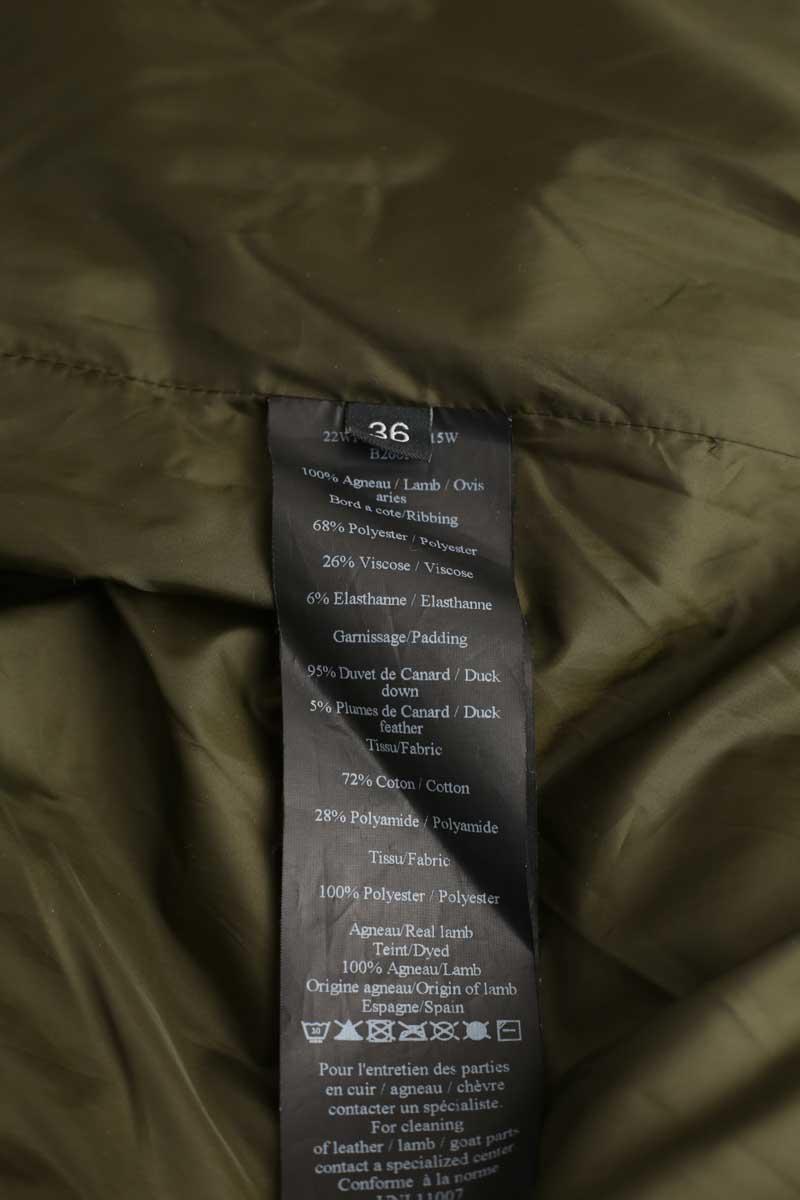 36
15W
100% Agneau / Lamb / Ovis
aries
Bord a cote/Ribbing
68% Polyester / Polyester
26% Viscose / Viscose
6% Elasthanne / Elasthanne
Garnissage/Padding
95% Duvet de Canard / Duck
down
5% Plumes de Canard / Duck
feather
Tissu/Fabric
72% Coton / Cotton
28% Polyamide / Polyamide
Tissu/Fabric
100% Polyester / Polyester
Agneau/Real lamb
Teint/Dyed
100% Agneau/Lamb
Origine agneau/Origin of lamb
Espagne/Spain
Pour l'entretien des parties
en cuir / agneau / chèvre
contacter un spécialiste.
For cleaning
of leather / lamb / goat parts
contact a specialized center.
Conforme à la norme